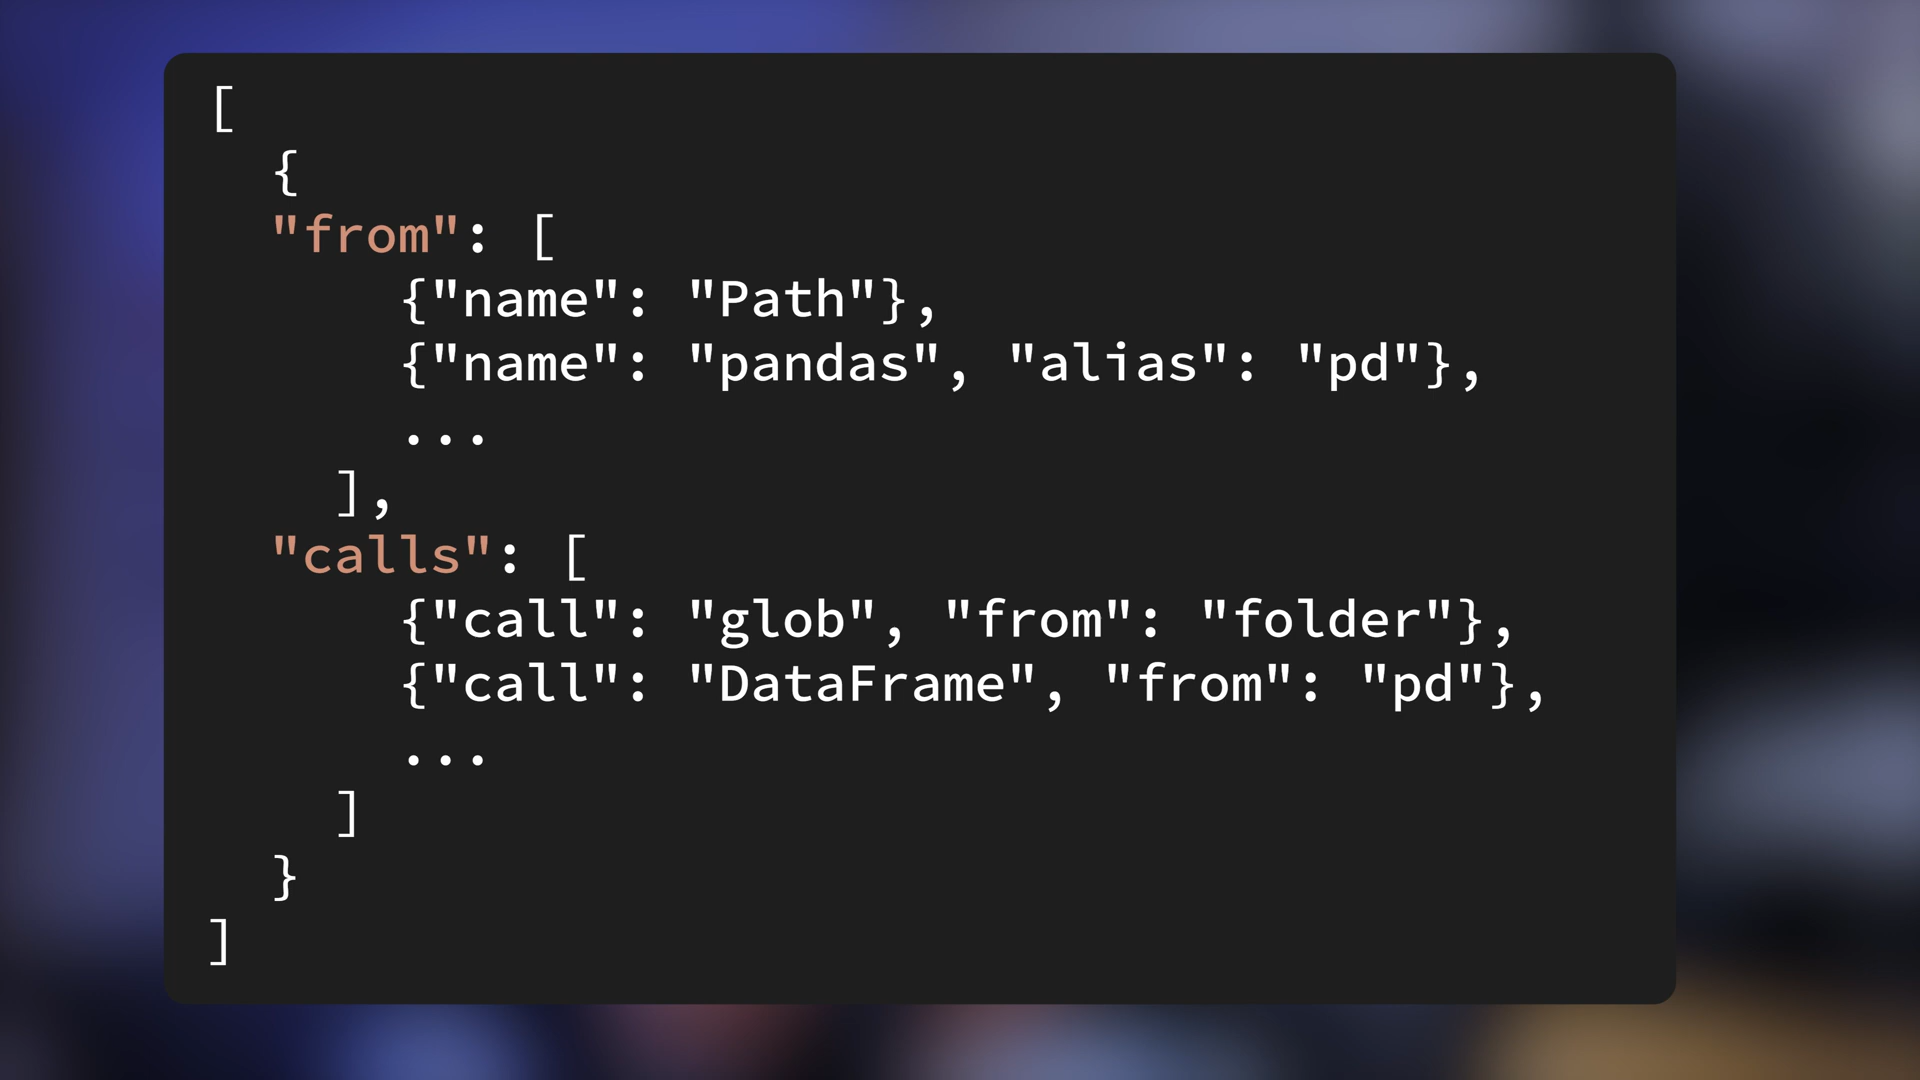 [
{
"from": [
{"name": "Path"},
{"name": "pandas", "alias": "pd"},
...
],
"calls": [
{"call": "glob", "from": "folder"},
{"call": "DataFrame", "from": "pd"},
...
]
}
]